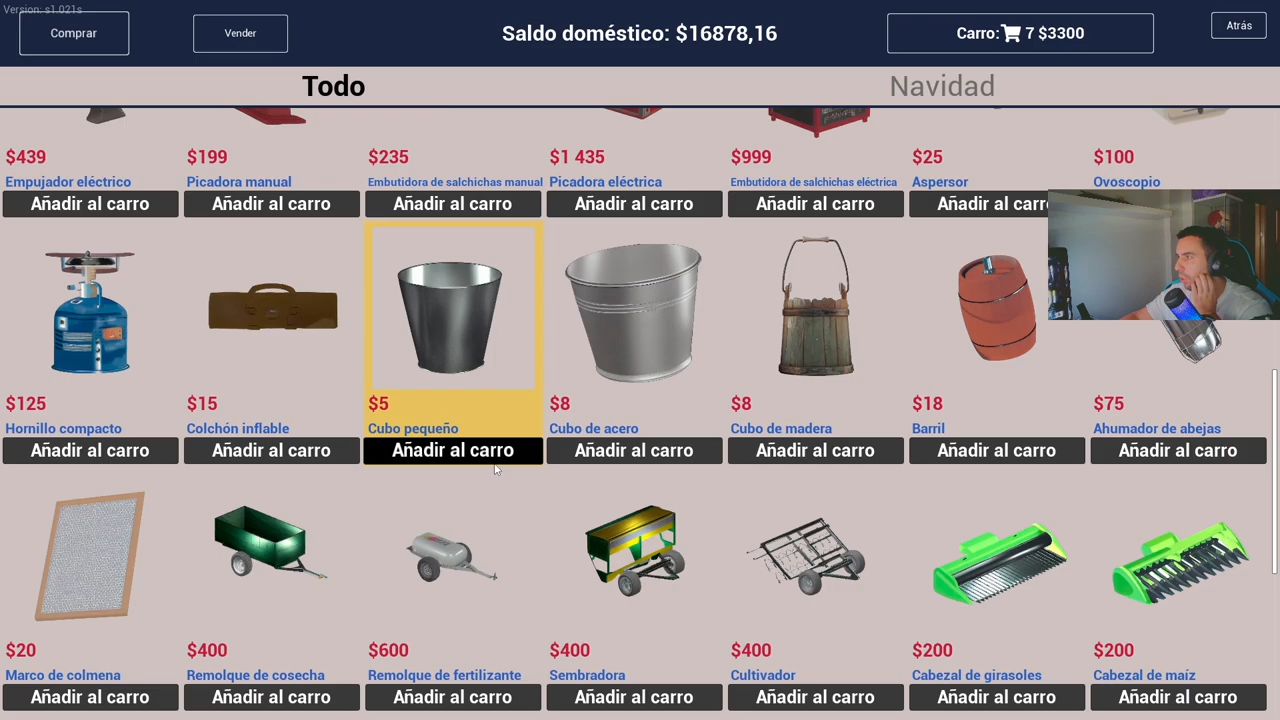 Version: s1.021s
Comprar
Vender
Saldo doméstico: $16878,16
Carro: 7 $3300
Atrás
Todo
Navidad
$439
$199
$235
$1 435
$999
$25
$100
Empujador eléctrico
Picadora manual
Embutidora de salchichas manual
Picadora eléctrica
Embutidora de salchichas eléctrica
Aspersor
Ovoscopio
Añadir al carro
Añadir al carro
Añadir al carro
Añadir al carro
Añadir al carro
Añadir al carro
$125
$15
$5
$8
$8
$18
$75
Hornillo compacto
Colchón inflable
Cubo pequeño
Cubo de acero
Cubo de madera
Barril
Ahumador de abejas
Añadir al carro
Añadir al carro
Añadir al carro
Añadir al carro
Añadir al carro
Añadir al carro
Añadir al carro
$20
$400
$600
$400
$400
$200
$200
Marco de colmena
Remolque de cosecha
Remolque de fertilizante
Sembradora
Cultivador
Cabezal de girasoles
Cabezal de maíz
Añadir al carro
Añadir al carro
Añadir al carro
Añadir al carro
Añadir al carro
Añadir al carro
Añadir al carro